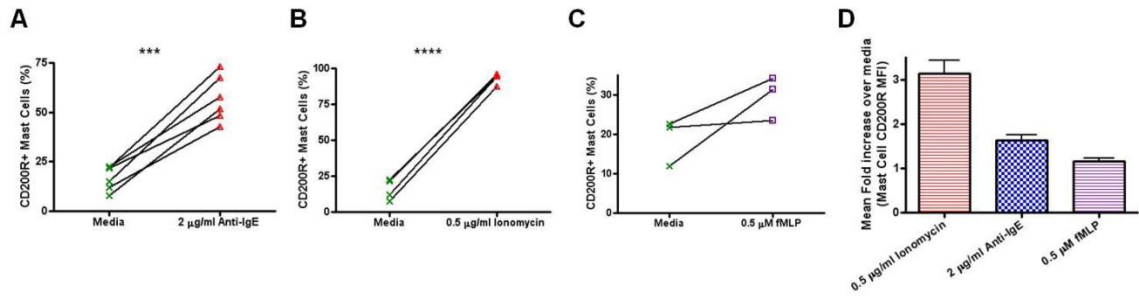 A
***
CD200R+ Mast Cells (%)
75
50
25
0
Media
2 µg/ml Anti-IgE
B
****
CD200R+ Mast Cells (%)
100
75
50
25
0
Media
0.5 µg/ml Ionomycin
C
CD200R+ Mast Cells (%)
30
20
10
0
Media
0.5 µM fMLP
D
Mean Fold increase over media
(Mast Cell CD200R MFI)
3
2
1
0
0.5 µg/ml Ionomycin
2 µg/ml Anti-IgE
0.5 µM fMLP